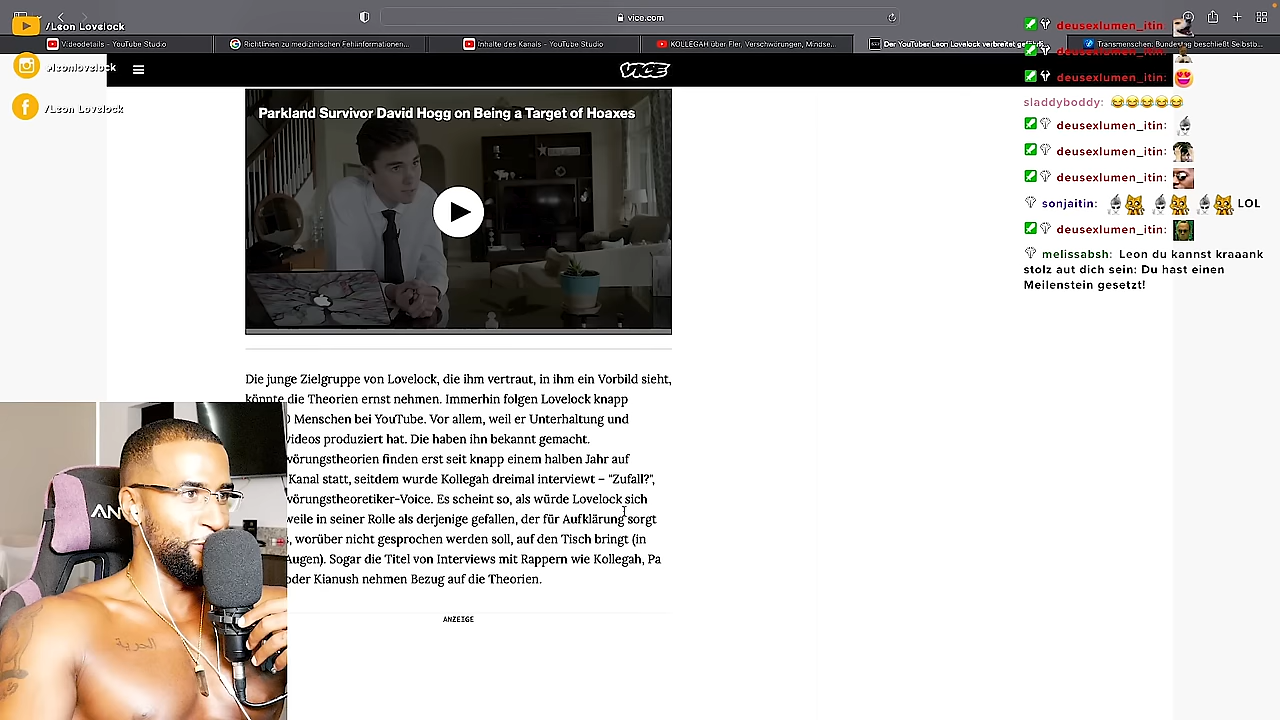 /Leon Lovelock
#leonlovelock
/Leon Lovelock
vice.com
Videodetails - YouTube Studio
Richtlinien zu medizinischen Fehlinformationen...
Inhalte des Kanals - YouTube Studio
KOLLEGAH über Fler, Verschwörungen, Mindse...
Der YouTuber Leon Lovelock verbreitet
Transmenschen: Bundestag beschließt Selbstb...
VICE
Parkland Survivor David Hogg on Being a Target of Hoaxes
Die junge Zielgruppe von Lovelock, die ihm vertraut, in ihm ein Vorbild sieht,
könnte die Theorien ernst nehmen. Immerhin folgen Lovelock knapp
0 Menschen bei YouTube. Vor allem, weil er Unterhaltung und
videos produziert hat. Die haben ihn bekannt gemacht.
wörungstheorien finden erst seit knapp einem halben Jahr auf
Kanal statt, seitdem wurde Kollegah dreimal interviewt – "Zufall?",
wörungstheoretiker-Voice. Es scheint so, als würde Lovelock sich
weile in seiner Rolle als derjenige gefallen, der für Aufklärung sorgt
, worüber nicht gesprochen werden soll, auf den Tisch bringt (in
Augen). Sogar die Titel von Interviews mit Rappern wie Kollegah, Pa
oder Kianush nehmen Bezug auf die Theorien.
ANZEIGE
deusexlumen_itin:
deusexlumen_itin:
deusexlumen_itin:
sladdyboddy:
deusexlumen_itin:
deusexlumen_itin:
deusexlumen_itin:
sonjaitin: LOL
deusexlumen_itin:
melissabsh: Leon du kannst kraaank
stolz aut dich sein: Du hast einen
Meilenstein gesetzt!
AN
الحرية